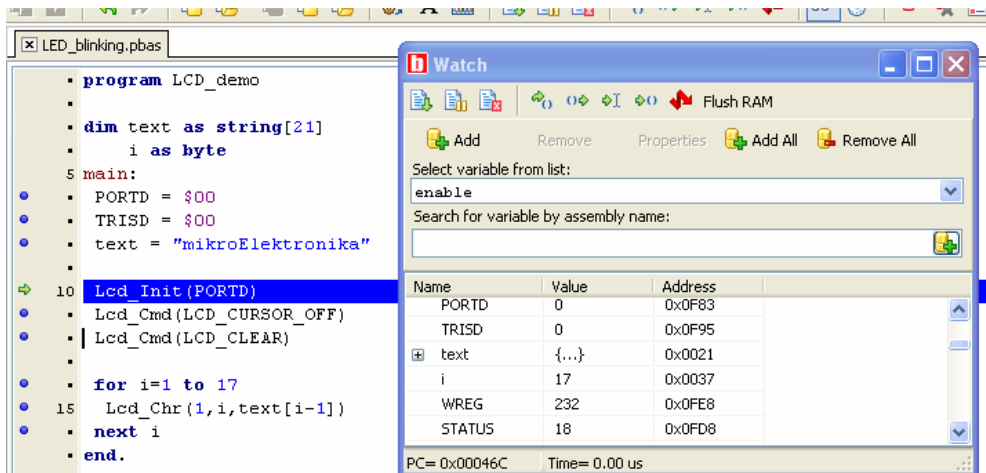 LED_blinking.pbas
program LCD_demo
dim text as string[21]
i as byte
5 main:
PORTD = $00
TRISD = $00
text = "mikroElektronika"
10 Lcd_Init(PORTD)
Lcd_Cmd(LCD_CURSOR_OFF)
Lcd_Cmd(LCD_CLEAR)
for i=1 to 17
15 Lcd_Chr(1,i,text[i-1])
next i
end.
Watch
Flush RAM
Add Remove Properties Add All Remove All
Select variable from list:
enable
Search for variable by assembly name:
Name Value Address
PORTD 0 0x0F83
TRISD 0 0x0F95
text {...} 0x0021
i 17 0x0037
WREG 232 0x0FE8
STATUS 18 0x0FD8
PC= 0x00046C Time= 0.00 us